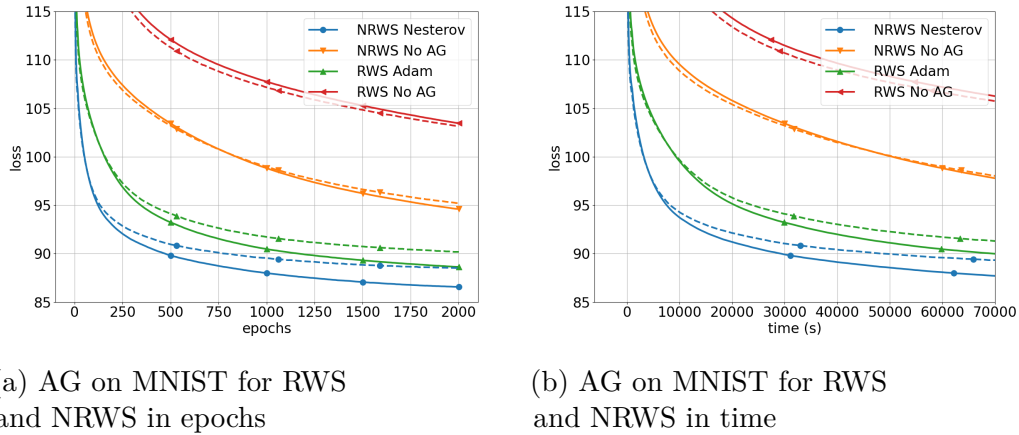 115
110
105
100
95
90
85
loss
0
250
500
750
1000
1250
1500
1750
2000
epochs
NRWS Nesterov
NRWS No AG
RWS Adam
RWS No AG
115
110
105
100
95
90
85
loss
0
10000
20000
30000
40000
50000
60000
70000
time (s)
NRWS Nesterov
NRWS No AG
RWS Adam
RWS No AG
a) AG on MNIST for RWS
and NRWS in epochs
(b) AG on MNIST for RWS
and NRWS in time